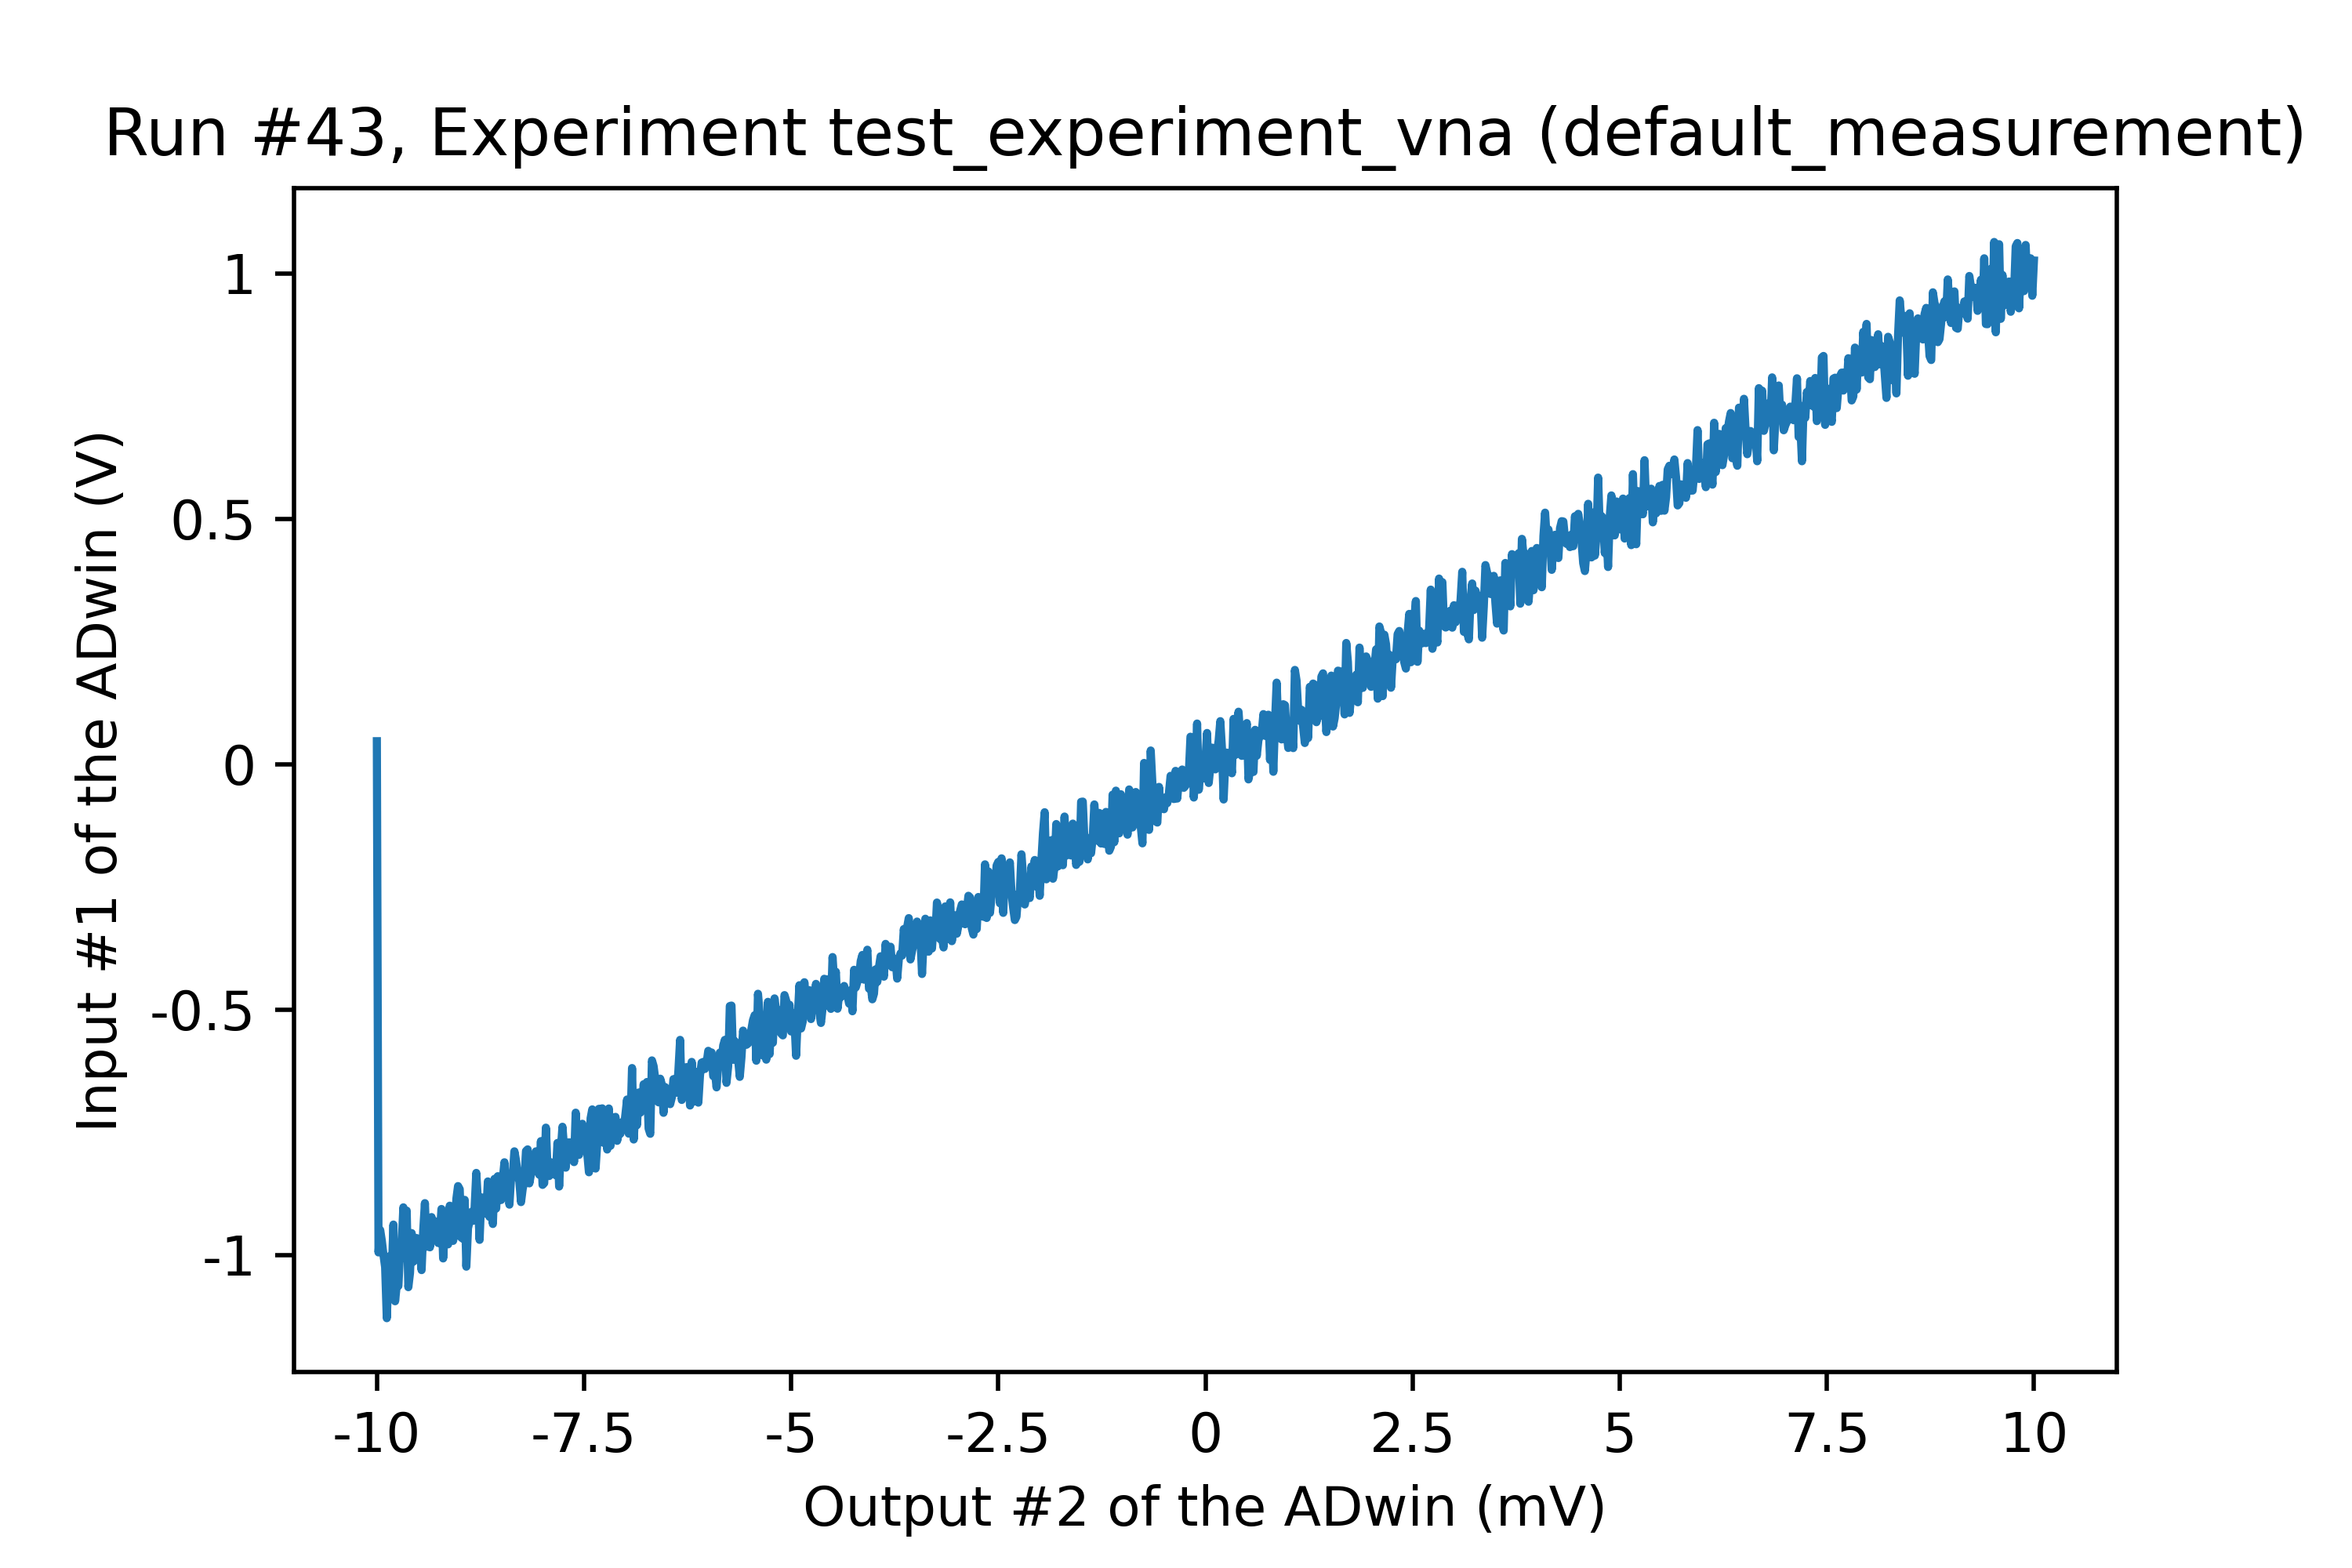 Run #43, Experiment test_experiment_vna (default_measurement)
Input #1 of the ADwin (V)
1
0.5
0
-0.5
-1
-10 -7.5 -5 -2.5 0 2.5 5 7.5 10
Output #2 of the ADwin (mV)